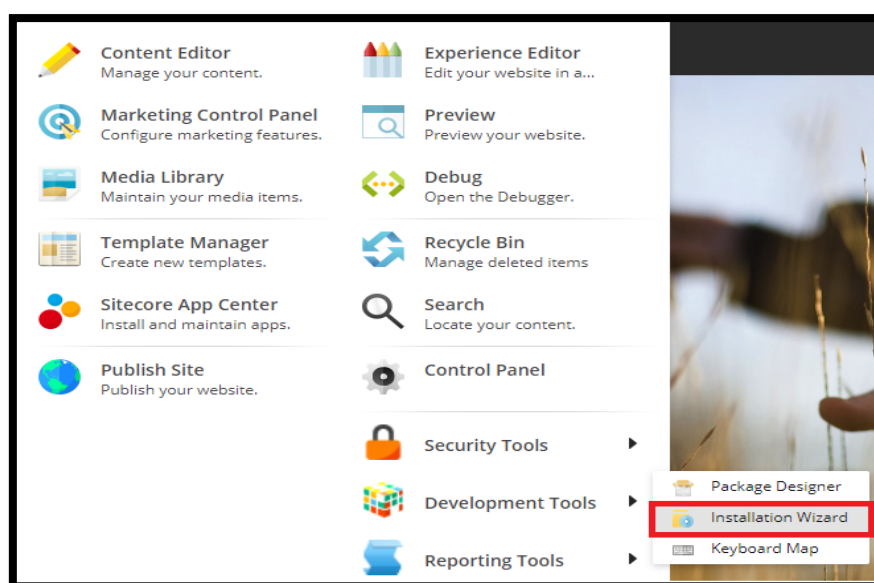 Content Editor
Manage your content.
Marketing Control Panel
Configure marketing features.
Media Library
Maintain your media items.
Template Manager
Create new templates.
Sitecore App Center
Install and maintain apps.
Publish Site
Publish your website.
Experience Editor
Edit your website in a...
Preview
Preview your website.
Debug
Open the Debugger.
Recycle Bin
Manage deleted items
Search
Locate your content.
Control Panel
Security Tools
Development Tools
Reporting Tools
Package Designer
Installation Wizard
Keyboard Map